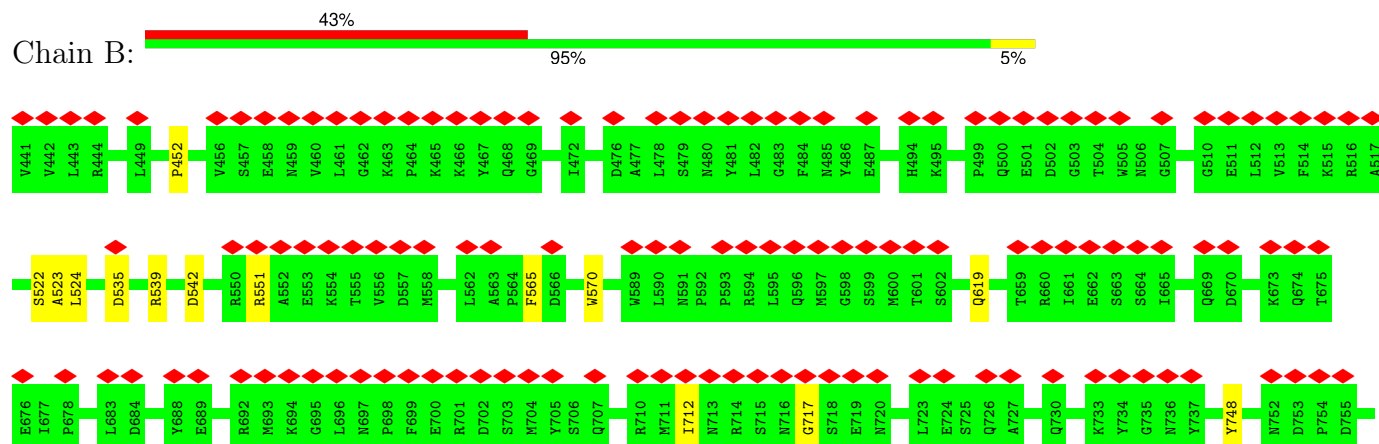 43%
Chain B:
95% 5%
V441 V442 L443 R444 L449 P452 V456 S457 E458 N459 V460 L461 G462 K463 P464 K465 K466 Y467 Q468 G469 I472 D476 A477 L478 S479 N480 Y481 L482 G483 F484 N485 Y486 E487 H494 K495 P499 Q500 E501 D502 G503 T504 W505 N506 G507 G510 E511 L512 V513 F514 K515 R516 A517
S522 A523 L524 D535 R539 D542 R550 R551 A552 E553 K554 T555 V556 D557 M558 L562 A563 P564 F565 D566 W570 W589 L590 N591 P592 P593 R594 L595 Q596 M597 G598 S599 M600 T601 S602 Q619 T659 R660 I661 E662 S663 S664 I665 Q669 D670 K673 Q674 T675
E676 I677 P678 L683 D684 Y688 E689 R692 M693 K694 G695 L696 N697 P698 F699 E700 R701 D702 S703 M704 Y705 S706 Q707 R710 M711 I712 N713 R714 S715 N716 G717 S718 E719 N720 L723 E724 S725 Q726 A727 Q730 K733 Y734 G735 N736 Y737 Y748 N752 D753 P754 D755